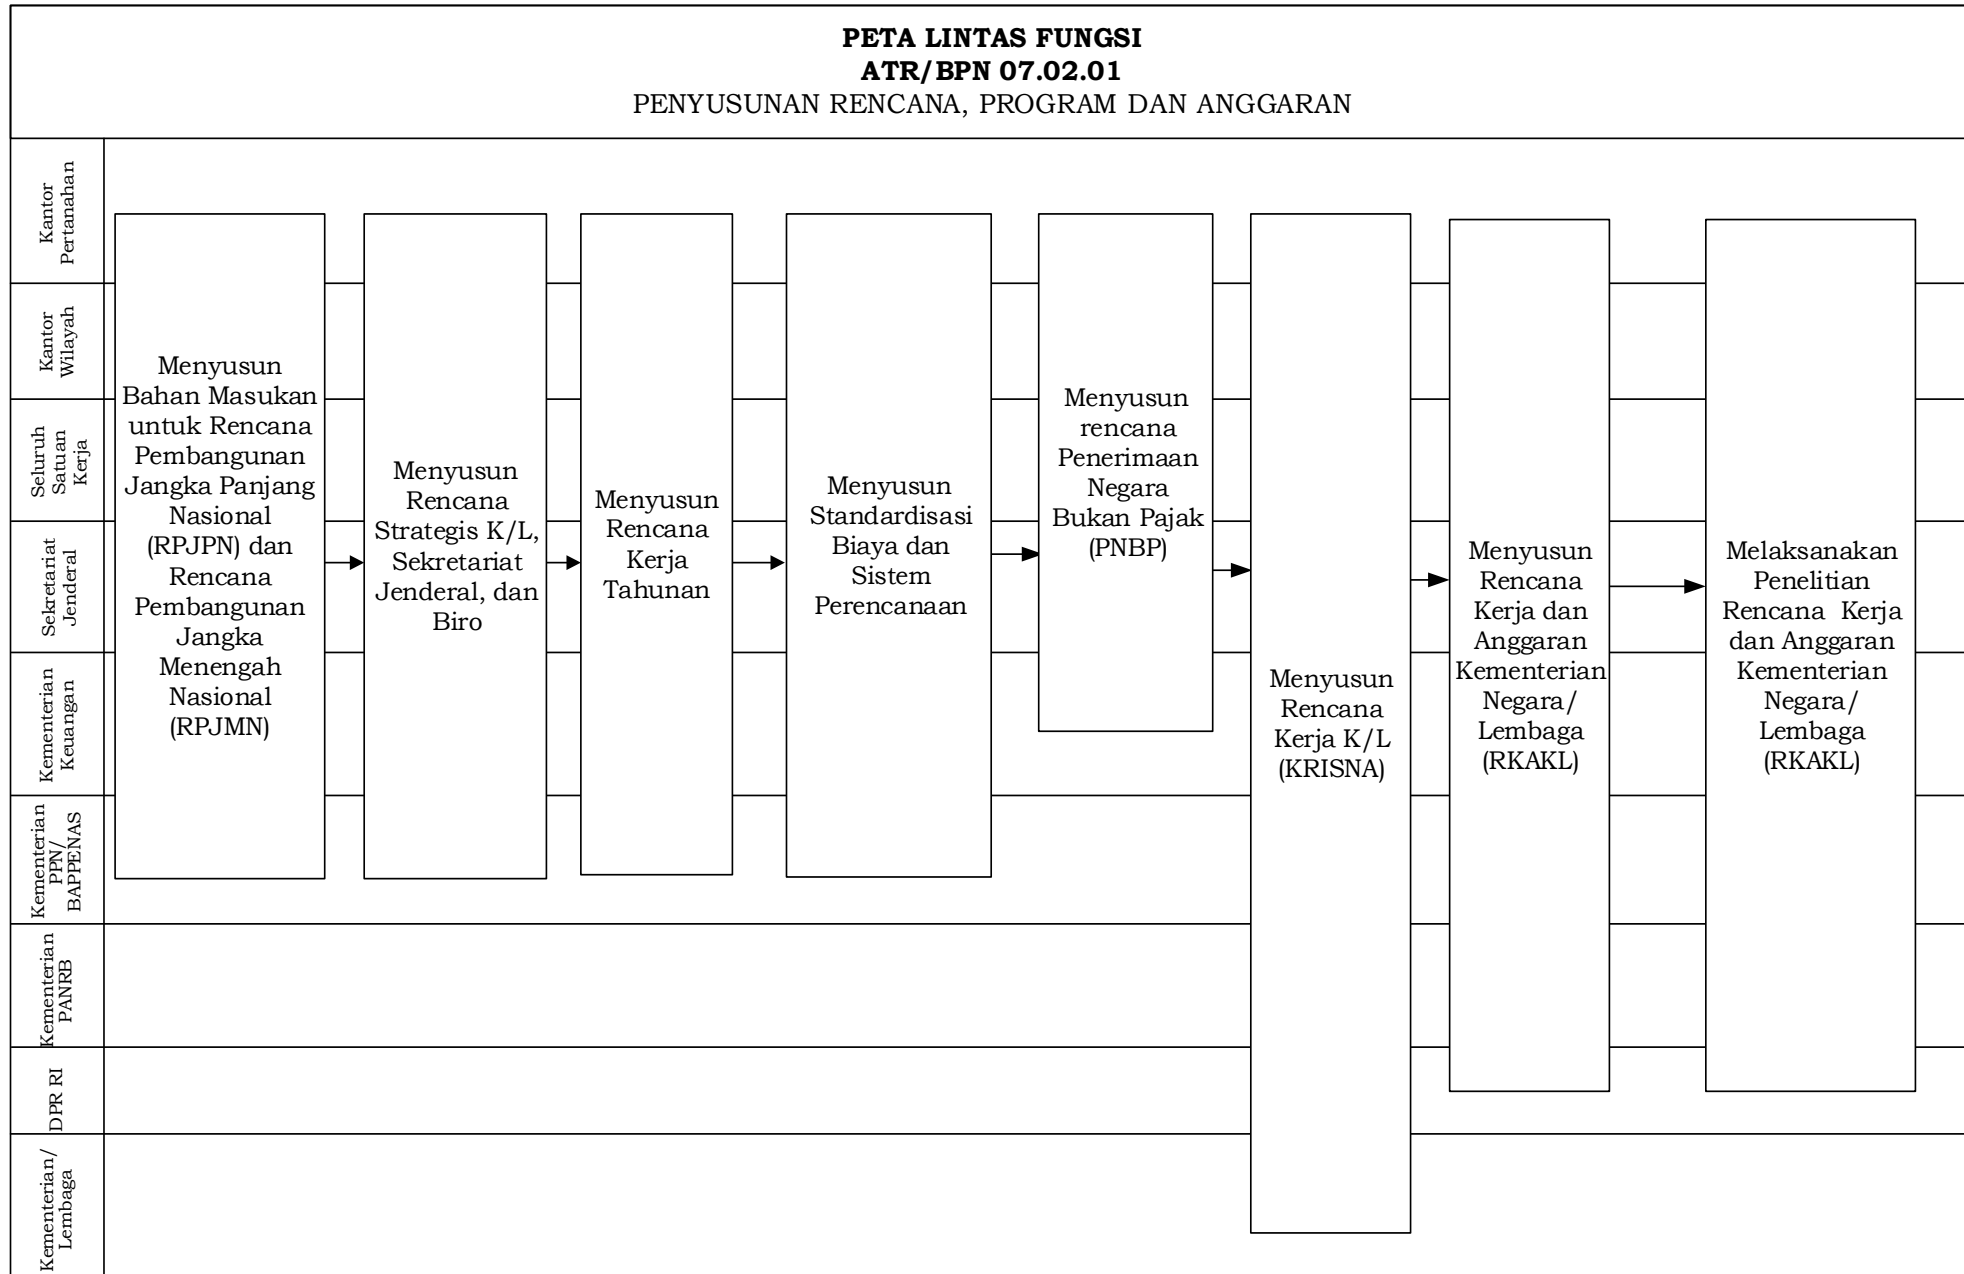 PETA LINTAS FUNGSI
ATR/BPN 07.02.01
PENYUSUNAN RENCANA, PROGRAM DAN ANGGARAN
Kantor
Pertanahan
Kantor
Wilayah
Seluruh
Satuan
Kerja
Sekretariat
Jenderal
Kementerian
Keuangan
Kementerian
PPN/
BAPPENAS
Kementerian
PANRB
DPR RI
Kementerian/
Lembaga
Menyusun
Bahan Masukan
untuk Rencana
Pembangunan
Jangka Panjang
Nasional
(RPJPN) dan
Rencana
Pembangunan
Jangka
Menengah
Nasional
(RPJMN)
Menyusun
Rencana
Strategis K/L,
Sekretariat
Jenderal, dan
Biro
Menyusun
Rencana
Kerja
Tahunan
Menyusun
Standardisasi
Biaya dan
Sistem
Perencanaan
Menyusun
rencana
Penerimaan
Negara
Bukan Pajak
(PNBP)
Menyusun
Rencana
Kerja K/L
(KRISNA)
Menyusun
Rencana
Kerja dan
Anggaran
Kementerian
Negara/
Lembaga
(RKAKL)
Melaksanakan
Penelitian
Rencana  Kerja
dan Anggaran
Kementerian
Negara/
Lembaga
(RKAKL)